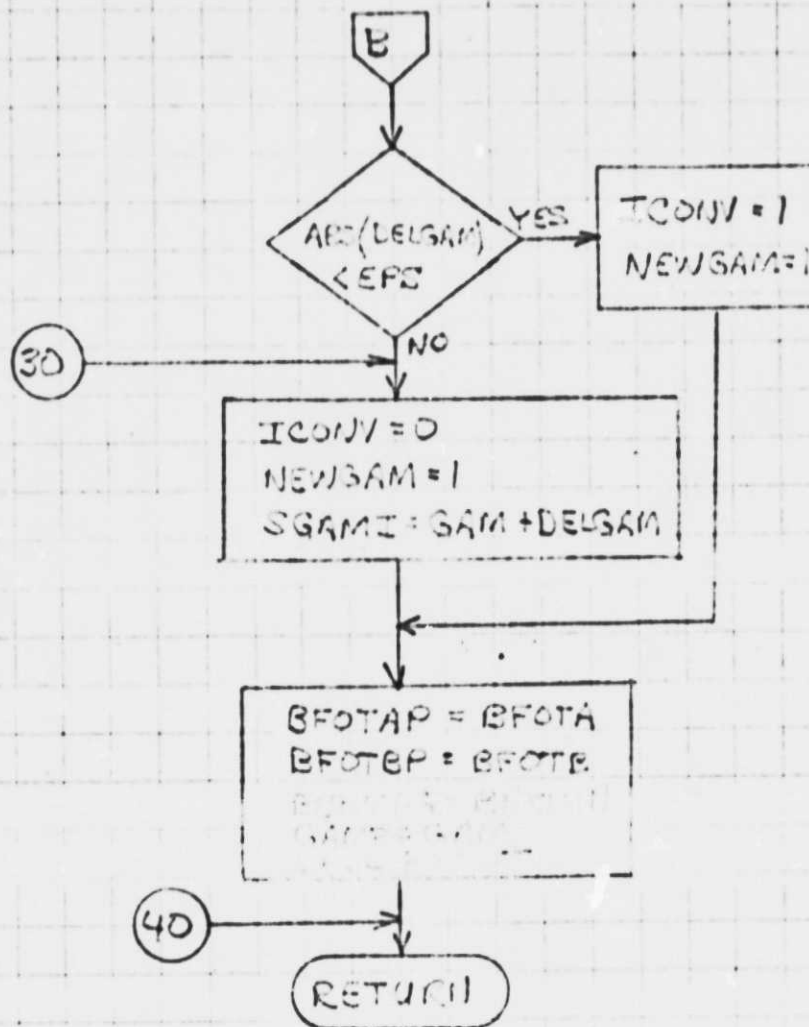 B
ABS(DELGAM)
< EPS
YES
ICONV = 1
NEWGAM=1
NO
30
ICONV = 0
NEWGAM = 1
SGAMI = GAM + DELGAM
BFOTAP = BFOTA
BFOTBP = BFOTB
40
RETURN